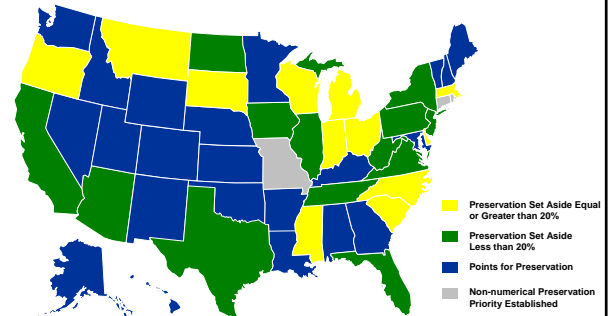 Preservation Set Aside Equal
or Greater than 20%
Preservation Set Aside
Less than 20%
Points for Preservation
Non-numerical Preservation
Priority Established